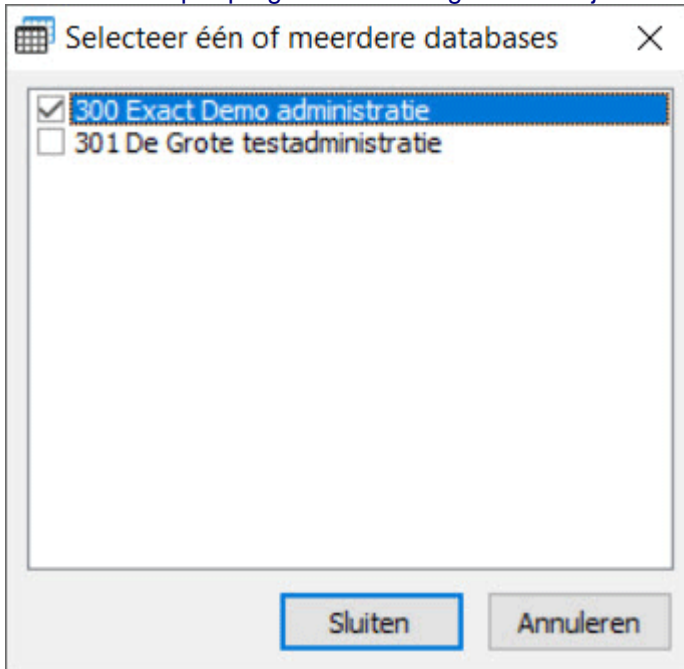 Selecteer één of meerdere databases
300 Exact Demo administratie
301 De Grote testadministratie
Sluiten
Annuleren